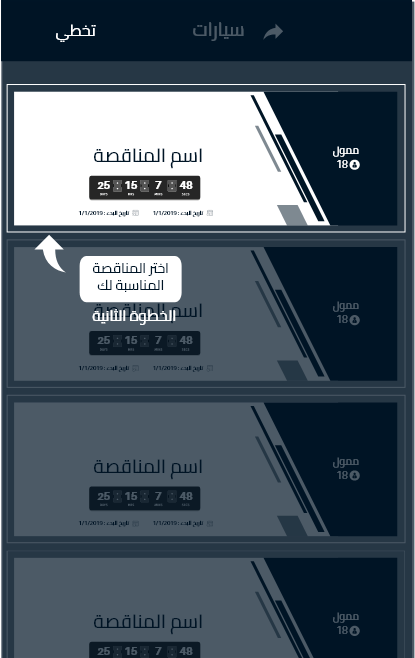 سيارات
تخطي
ممول
18
اسم المناقصة
25 : 15 : 7 : 48
DAYS HRS MINS SECS
تاريخ البدء : 1/1/2019 تاريخ البدء : 1/1/2019
اختر المناقصة
المناسبة لك
الخطوة الثانية
ممول
18
اسم المناقصة
25 : 15 : 7 : 48
تاريخ البدء : 1/1/2019 تاريخ البدء : 1/1/2019
ممول
18
اسم المناقصة
25 : 15 : 7 : 48
تاريخ البدء : 1/1/2019 تاريخ البدء : 1/1/2019
ممول
18
اسم المناقصة
25 : 15 : 7 : 48